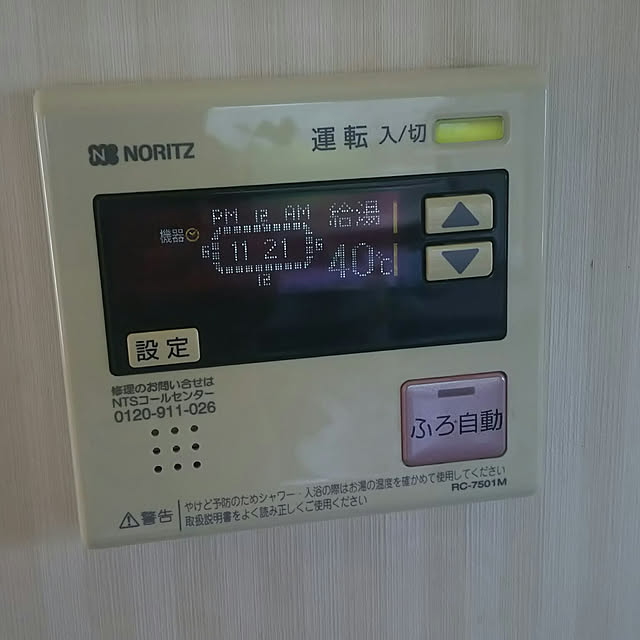 NORITZ
運転 入/切
PM 12 AM
機器
給湯
6 11 21 6
40℃
12
設定
修理のお問い合せは
NTSコールセンター
0120-911-026
ふろ自動
警告
やけど予防のためシャワー・入浴の際はお湯の温度を確かめて使用してください
取扱説明書をよく読み正しくご使用ください
RC-7501M